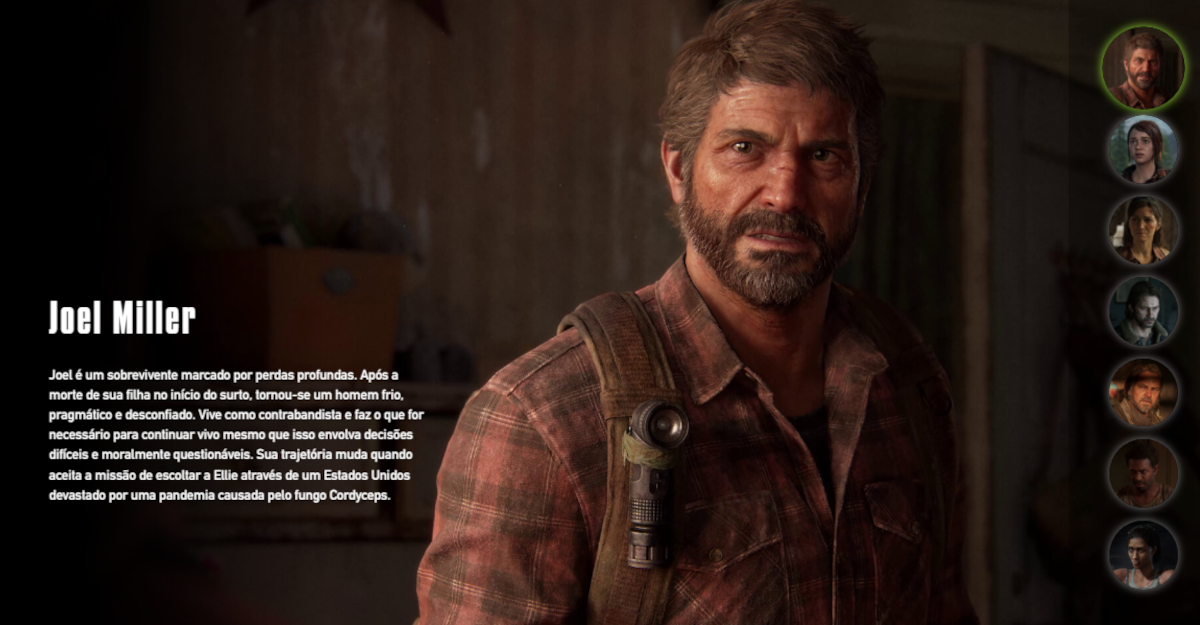 Joel Miller
Joel é um sobrevivente marcado por perdas profundas. Após a
morte de sua filha no início do surto, tornou-se um homem frio,
pragmático e desconfiado. Vive como contrabandista e faz o que for
necessário para continuar vivo mesmo que isso envolva decisões
difíceis e moralmente questionáveis. Sua trajetória muda quando
aceita a missão de escoltar a Ellie através de um Estados Unidos
devastado por uma pandemia causada pelo fungo Cordyceps.